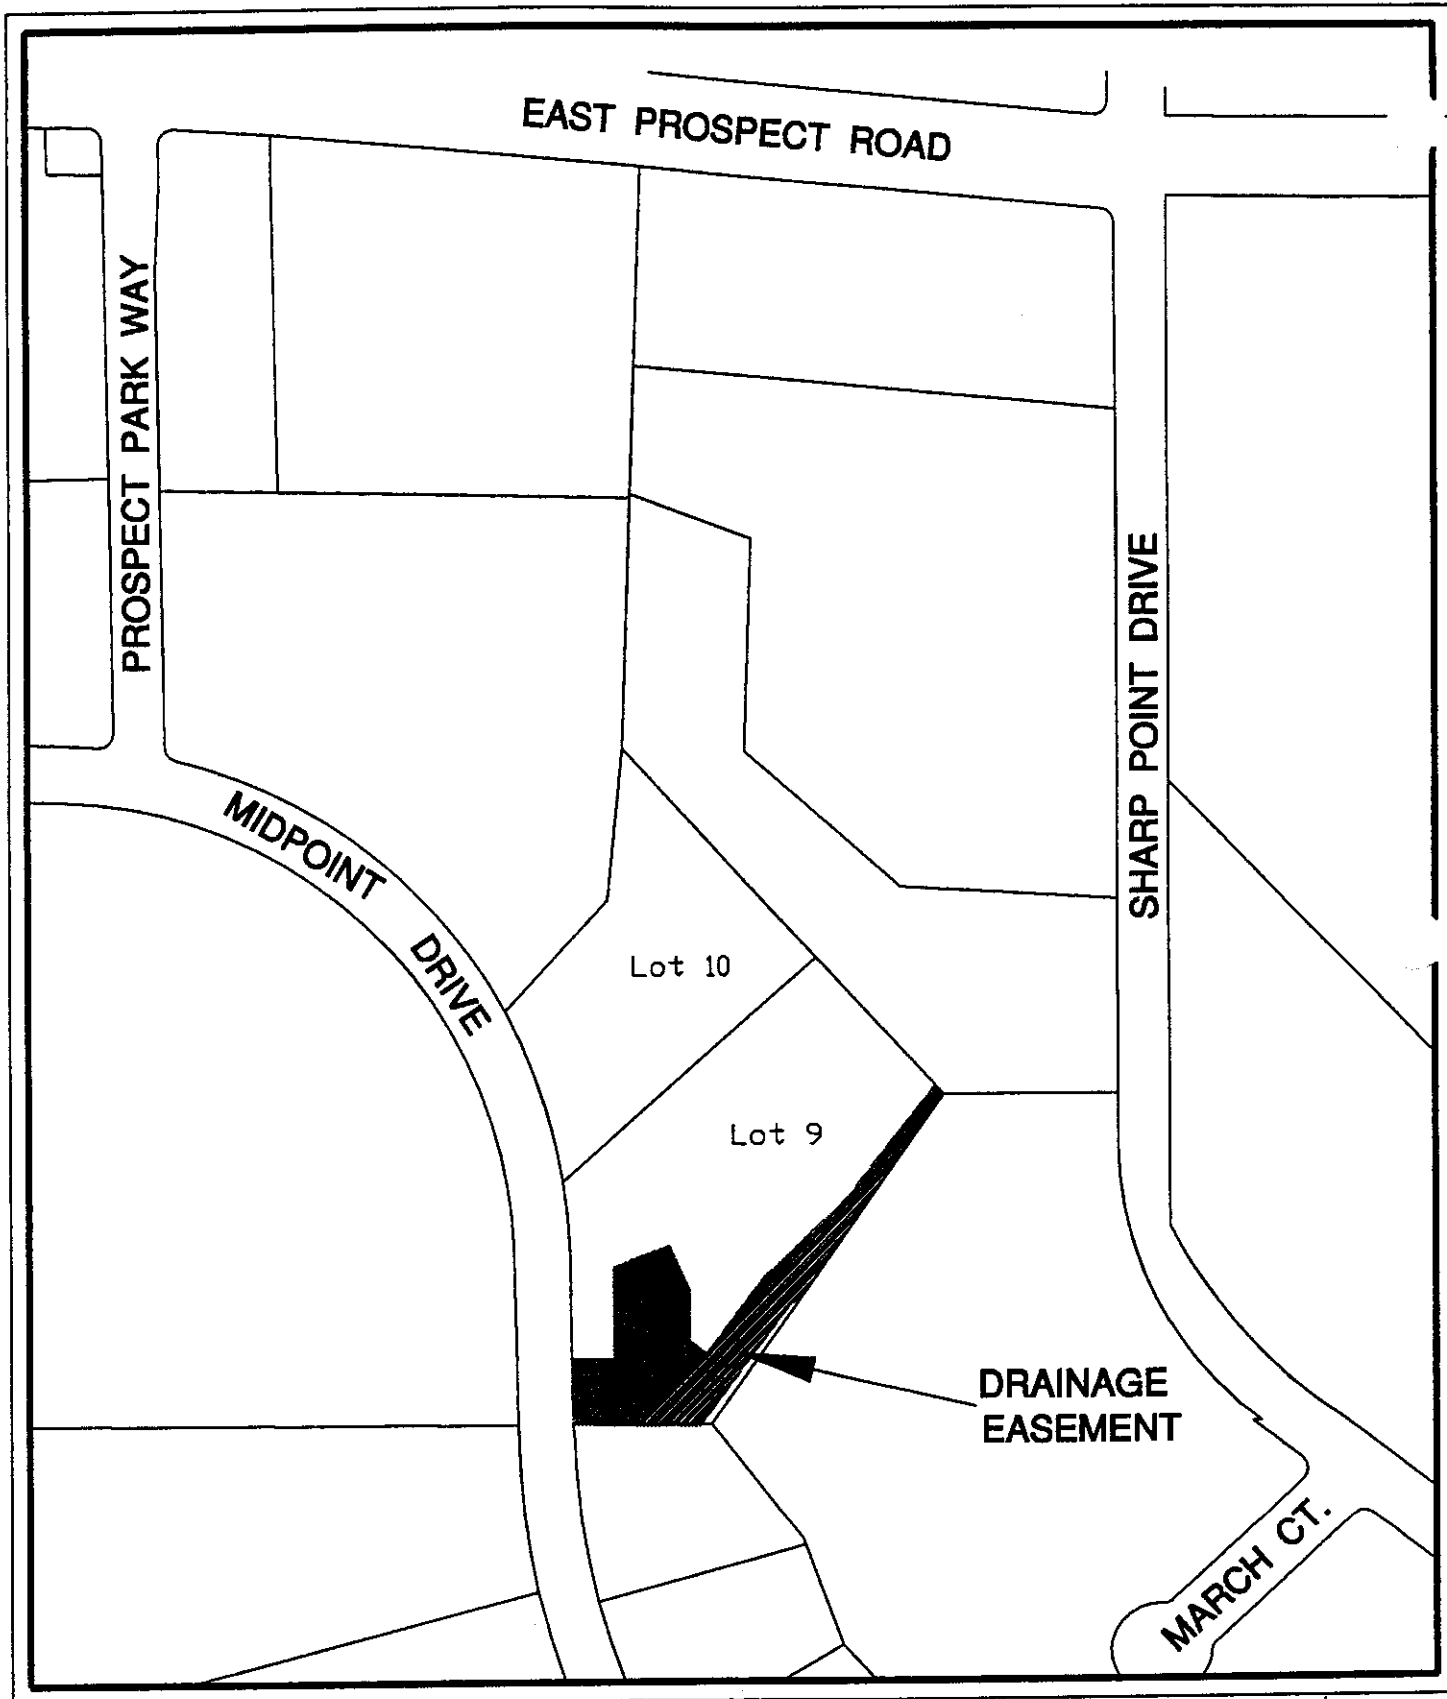 EAST PROSPECT ROAD
PROSPECT PARK WAY
SHARP POINT DRIVE
MIDPOINT DRIVE
Lot 10
Lot 9
DRAINAGE
EASEMENT
MARCH CT.